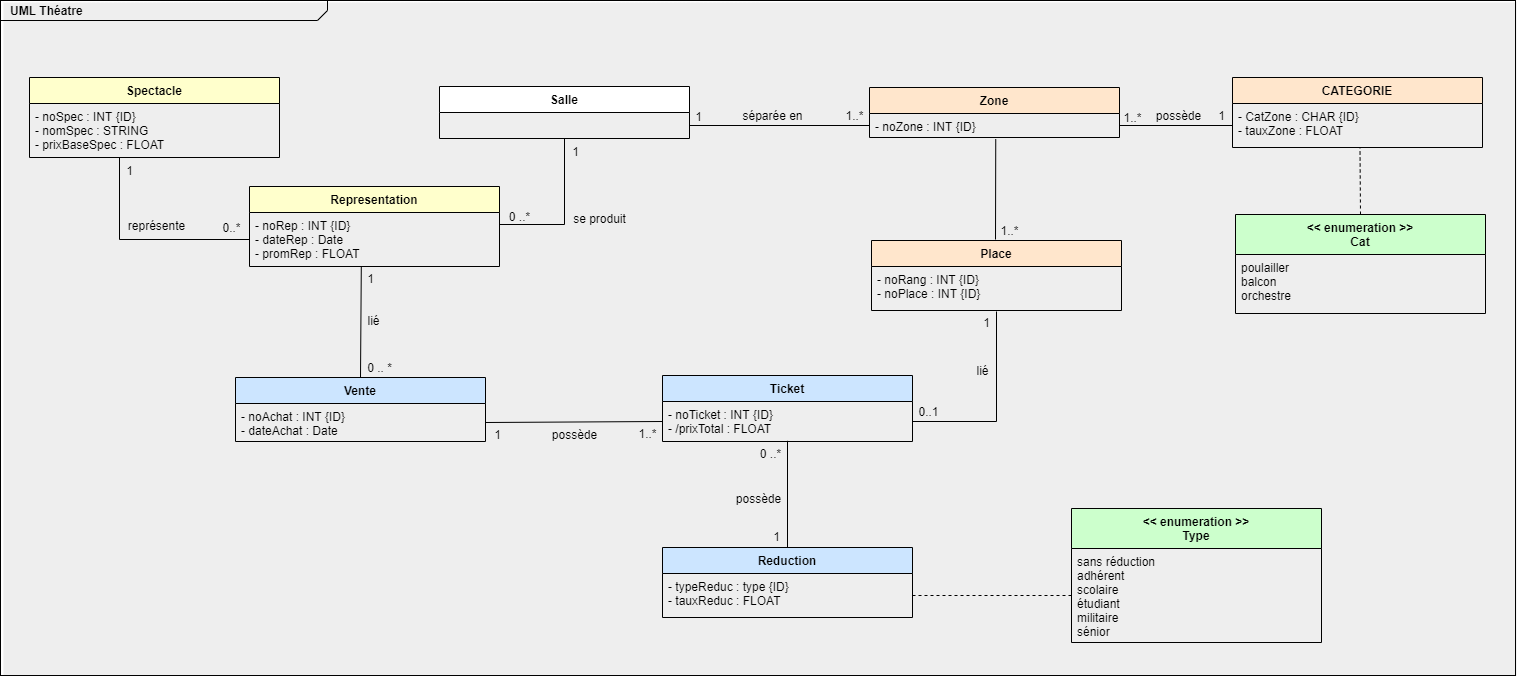 UML Théatre
Spectacle
- noSpec : INT {ID}
- nomSpec : STRING
- prixBaseSpec : FLOAT
1
représente
0..*
Representation
- noRep : INT {ID}
- dateRep : Date
- promRep : FLOAT
Salle
1
0 ..*
se produit
1
séparée en
1..*
Zone
- noZone : INT {ID}
1..*
possède
1
CATEGORIE
- CatZone : CHAR {ID}
- tauxZone : FLOAT
<< enumeration >>
Cat
poulailler
balcon
orchestre
1..*
Place
- noRang : INT {ID}
- noPlace : INT {ID}
1
lié
0..1
1
lié
0 .. *
Vente
- noAchat : INT {ID}
- dateAchat : Date
1
possède
1..*
Ticket
- noTicket : INT {ID}
- /prixTotal : FLOAT
0 ..*
possède
1
Reduction
- typeReduc : type {ID}
- tauxReduc : FLOAT
<< enumeration >>
Type
sans réduction
adhérent
scolaire
étudiant
militaire
sénior